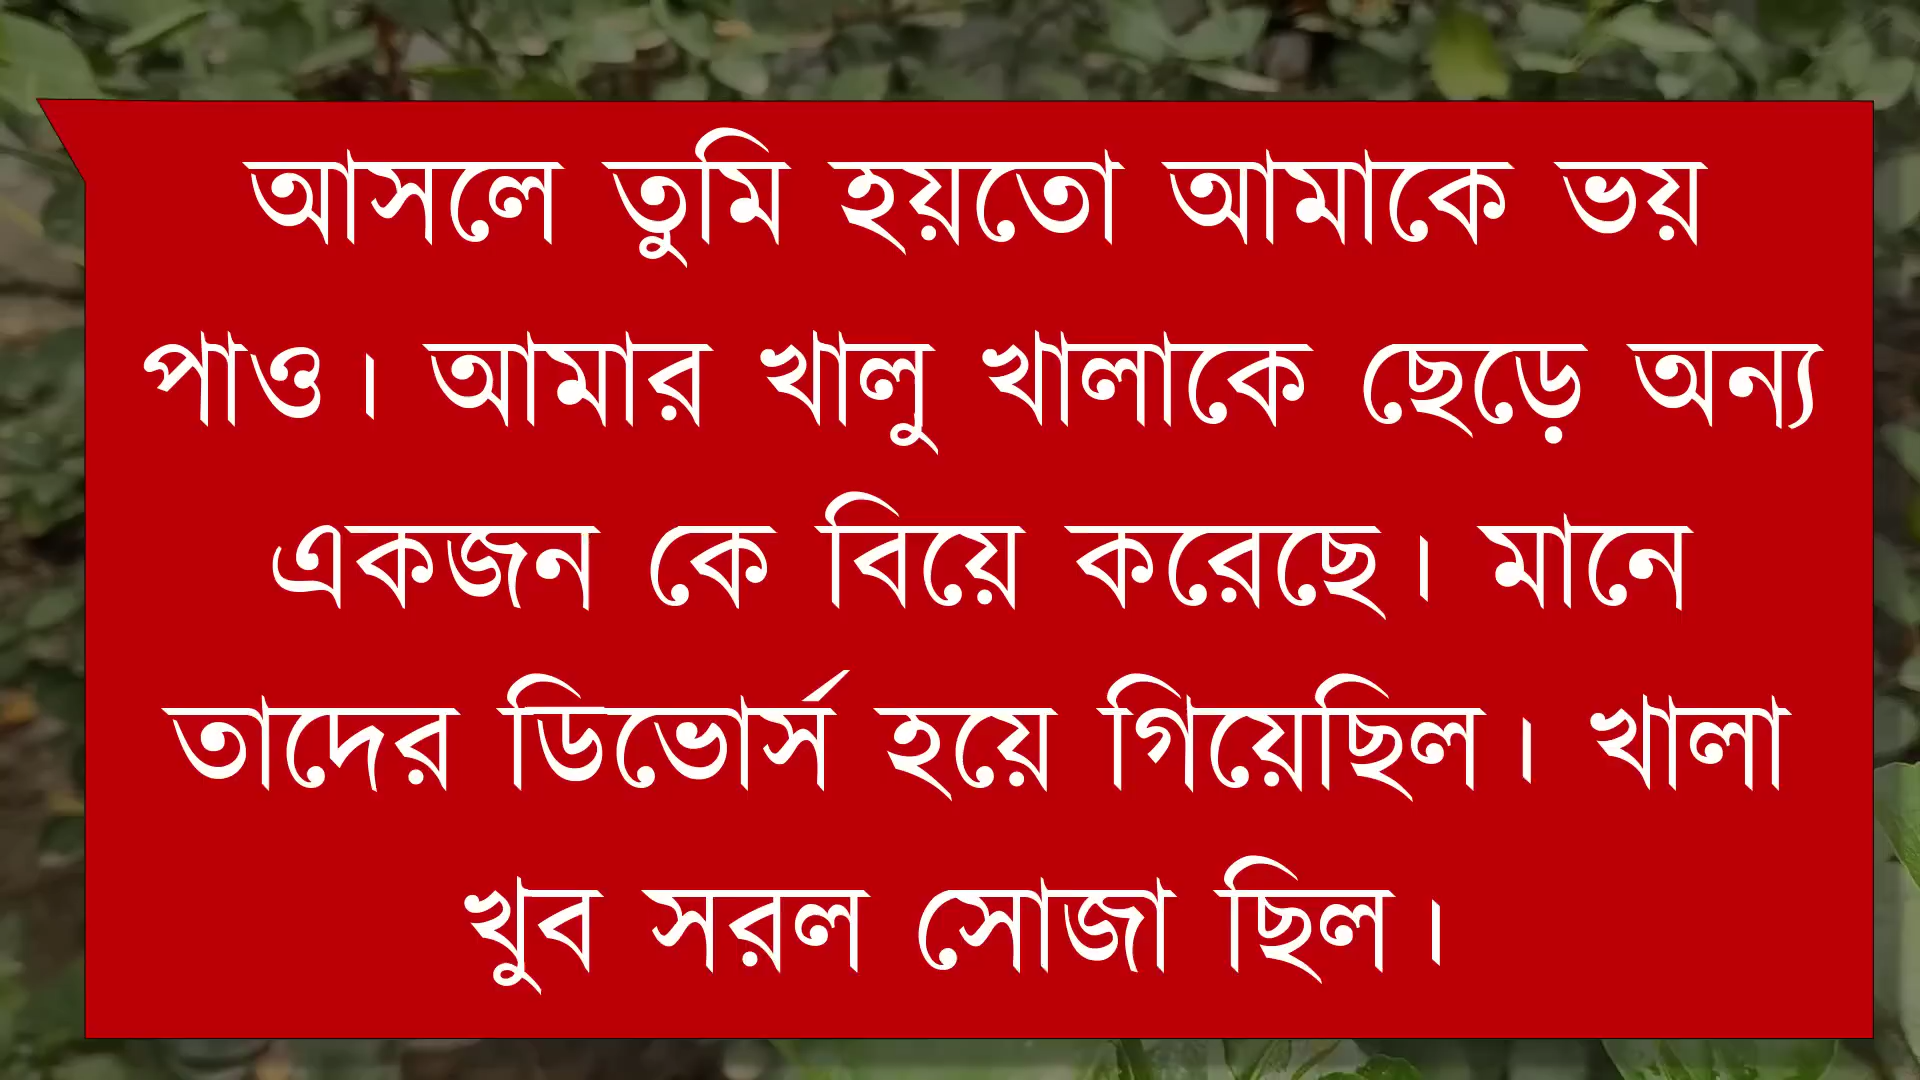 আসলে তুমি হয়তো আমাকে ভয়
পাও। আমার খালু খালাকে ছেড়ে অন্য
একজন কে বিয়ে করেছে। মানে
তাদের ডিভোর্স হয়ে গিয়েছিল। খালা
খুব সরল সোজা ছিল।